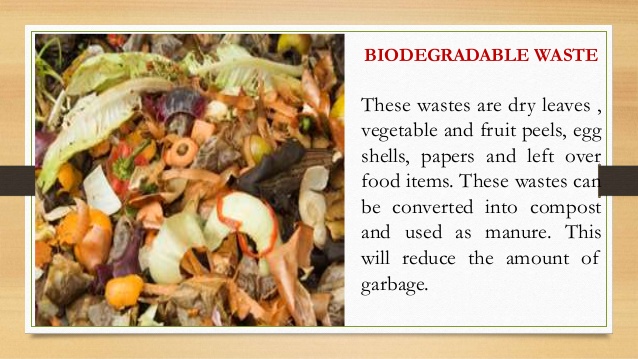 BIODEGRADABLE WASTE
These wastes are dry leaves ,
vegetable and fruit peels, egg
shells, papers and left over
food items. These wastes can
be converted into compost
and used as manure. This
will reduce the amount of
garbage.